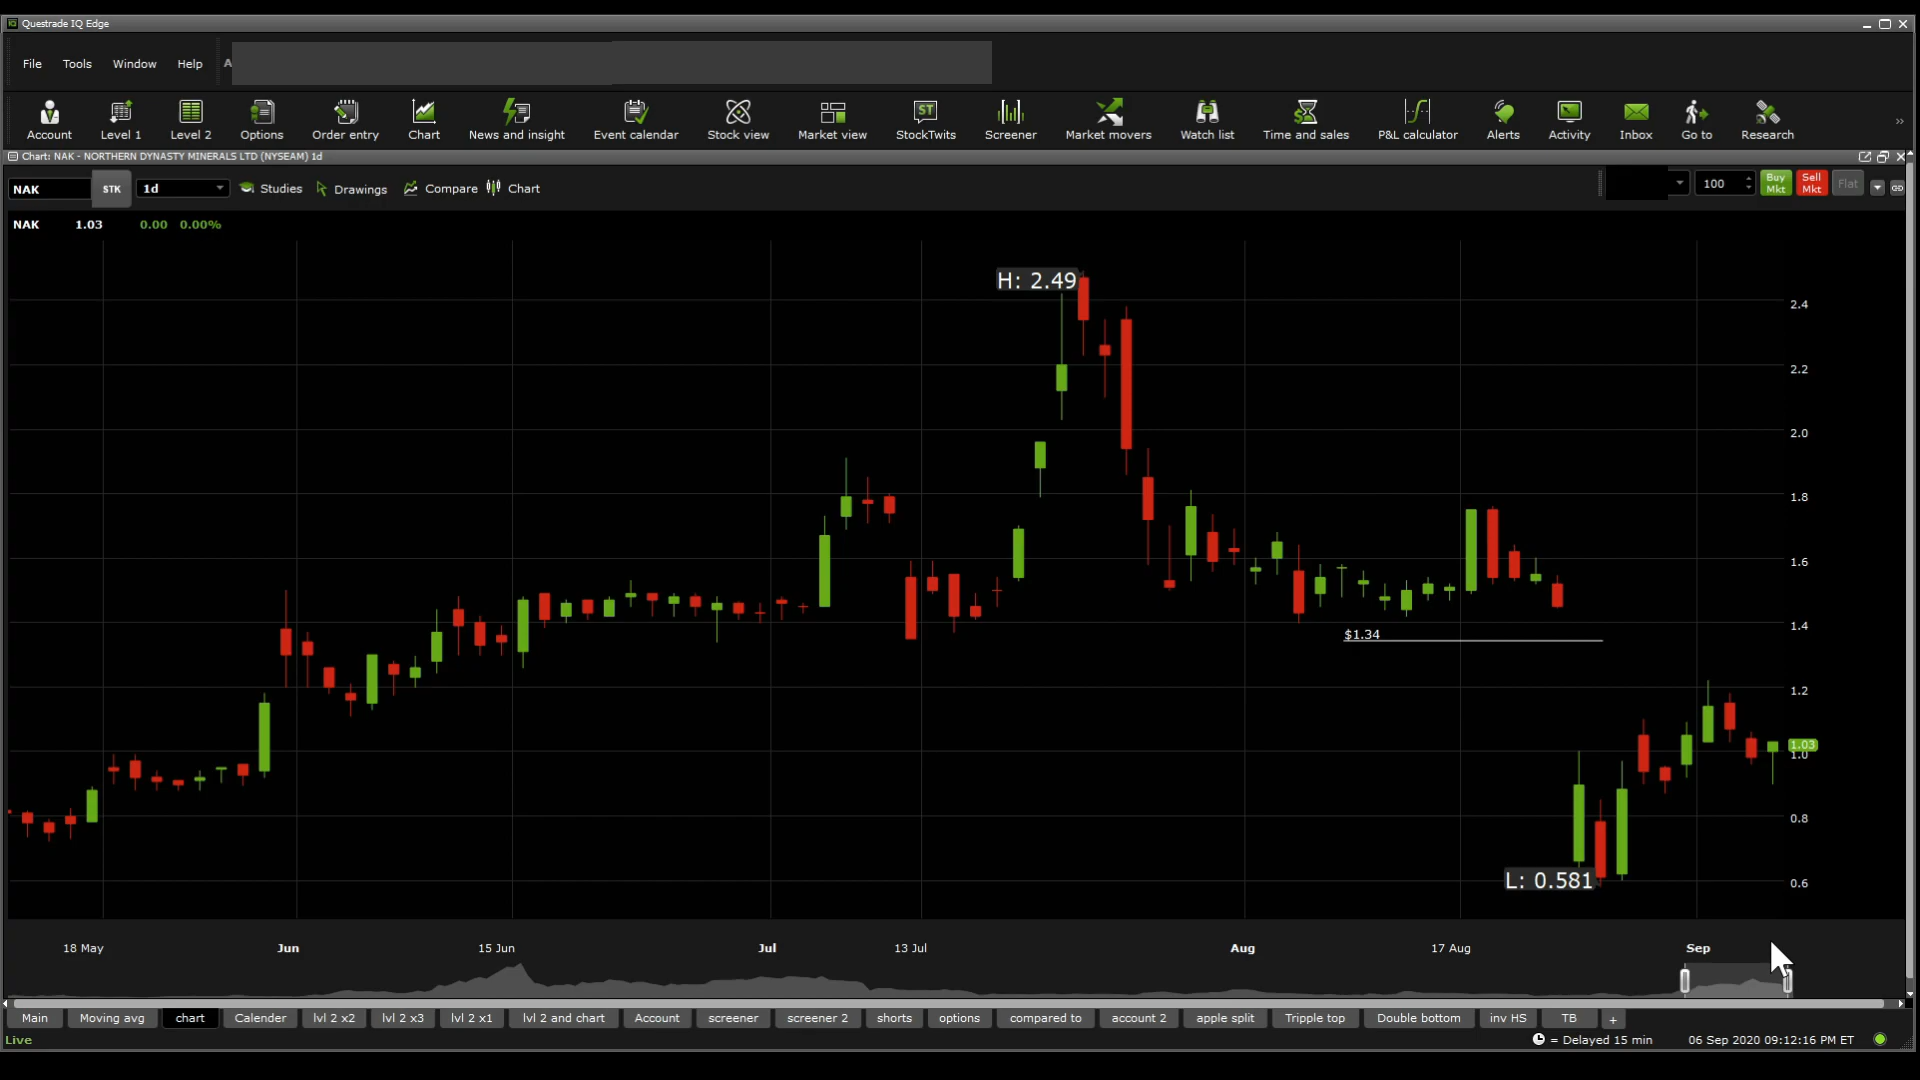 Questrade IQ Edge
File Tools Window Help A
Account Level 1 Level 2 Options Order entry Chart News and insight Event calendar Stock view Market view StockTwits Screener Market movers Watch list Time and sales P&L calculator Alerts Activity Inbox Go to Research
Chart: NAK - NORTHERN DYNASTY MINERALS LTD (NYSEAM) 1d
NAK STK 1d Studies Drawings Compare Chart 100 Buy Mkt Sell Mkt Flat
NAK 1.03 0.00 0.00%
H: 2.49
2.4
2.2
2.0
1.8
1.6
1.4
$1.34
1.2
1.03
1.0
0.8
L: 0.581
0.6
18 May Jun 15 Jun Jul 13 Jul Aug 17 Aug Sep
Main Moving avg chart Calender lvl 2 x2 lvl 2 x3 lvl 2 x1 lvl 2 and chart Account screener screener 2 shorts options compared to account 2 apple split Tripple top Double bottom inv HS TB +
Live = Delayed 15 min 06 Sep 2020 09:12:16 PM ET